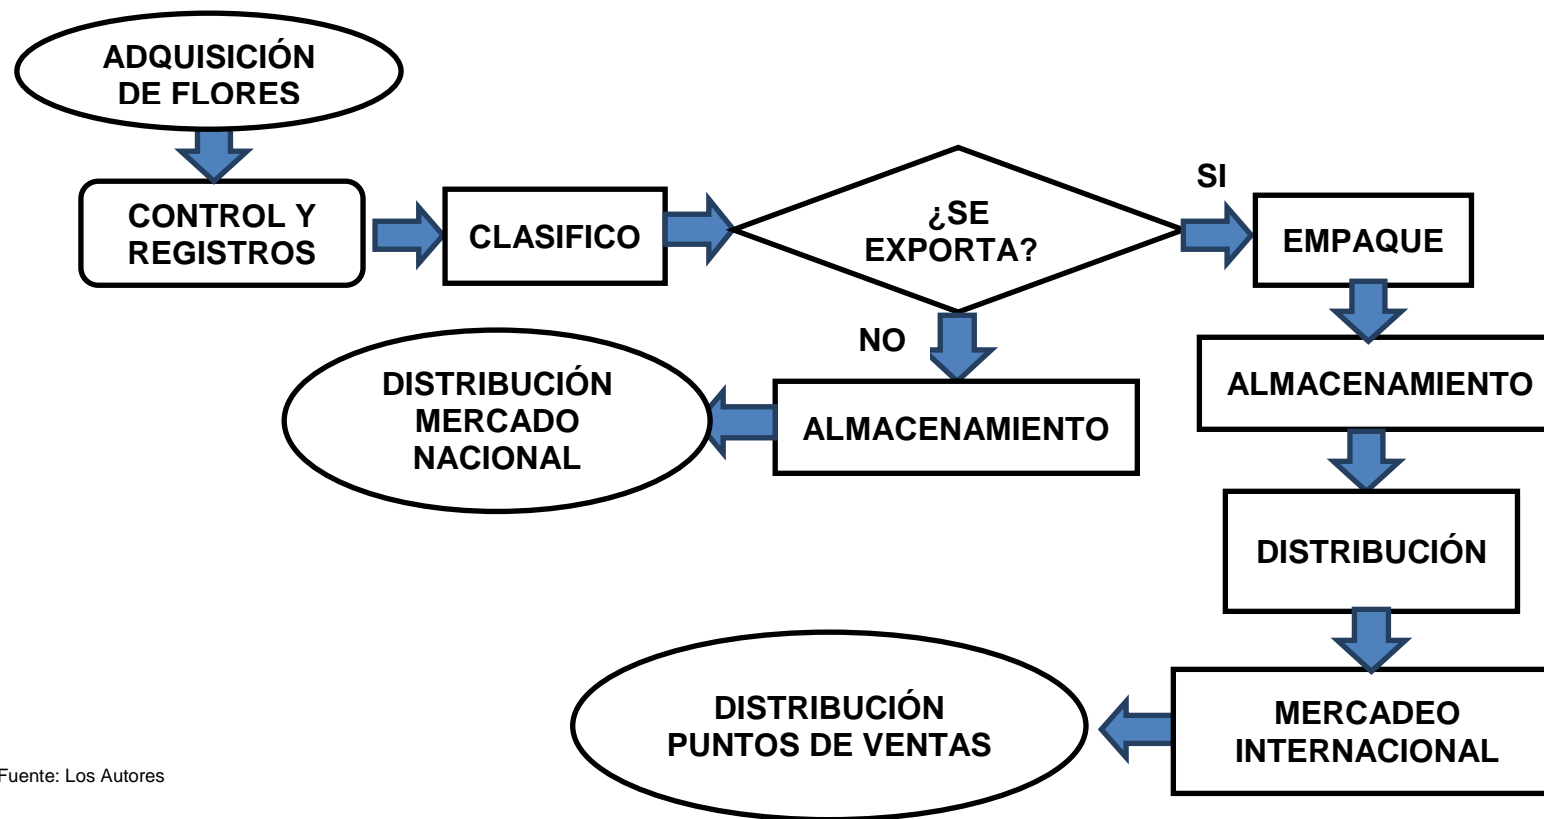 ADQUISICIÓN
DE FLORES
CONTROL Y
REGISTROS
CLASIFICO
¿SE
EXPORTA?
SI
EMPAQUE
NO
ALMACENAMIENTO
DISTRIBUCIÓN
MERCADO
NACIONAL
ALMACENAMIENTO
DISTRIBUCIÓN
MERCADEO
INTERNACIONAL
DISTRIBUCIÓN
PUNTOS DE VENTAS
Fuente: Los Autores